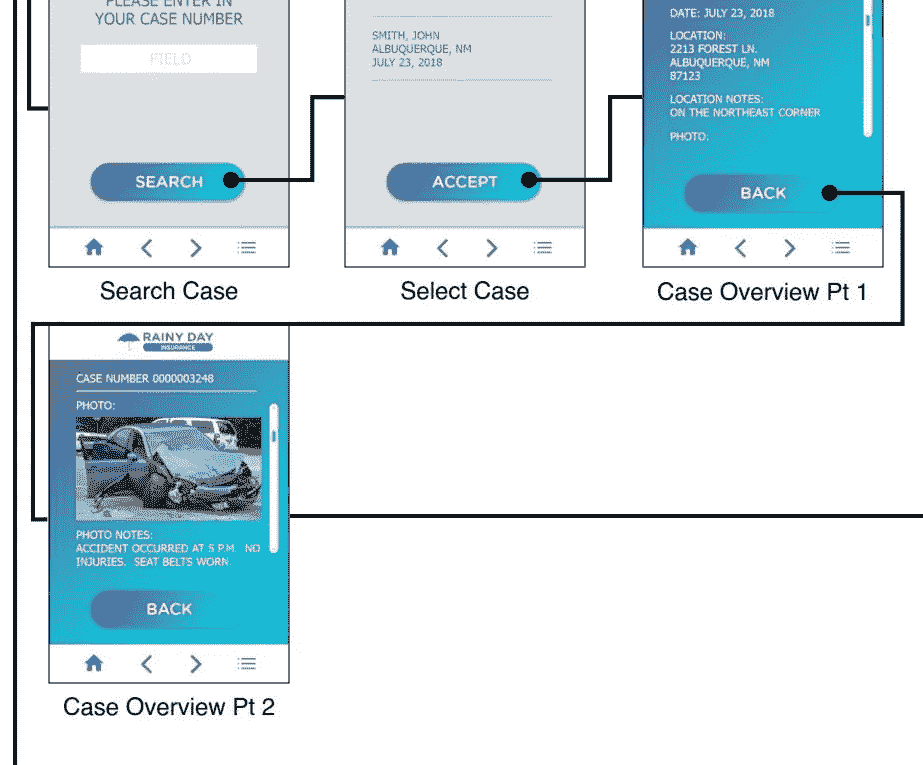 PLEASE ENTER IN
YOUR CASE NUMBER
FIELD
SEARCH
Search Case
SMITH, JOHN
ALBUQUERQUE, NM
JULY 23, 2018
ACCEPT
Select Case
DATE: JULY 23, 2018
LOCATION:
2213 FOREST LN.
ALBUQUERQUE, NM
87123
LOCATION NOTES:
ON THE NORTHEAST CORNER
PHOTO:
BACK
Case Overview Pt 1
RAINY DAY
INSURANCE
CASE NUMBER 0000003248
PHOTO:
PHOTO NOTES:
ACCIDENT OCCURRED AT 5 P.M. NO
INJURIES. SEAT BELTS WORN
BACK
Case Overview Pt 2